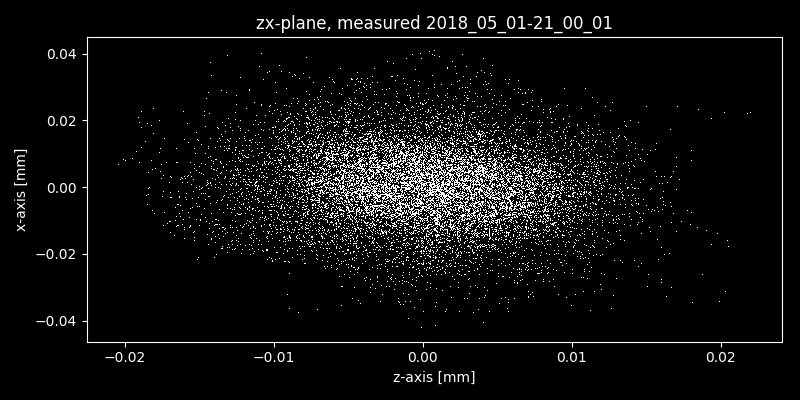 zx-plane, measured 2018_05_01-21_00_01
0.04
0.02
0.00
−0.02
−0.04
x-axis [mm]
−0.02 −0.01 0.00 0.01 0.02
z-axis [mm]